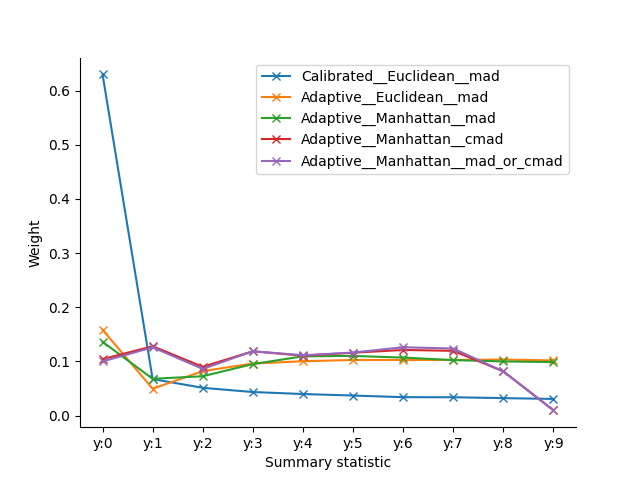 Calibrated__Euclidean__mad
Adaptive__Euclidean__mad
Adaptive__Manhattan__mad
Adaptive__Manhattan__cmad
Adaptive__Manhattan__mad_or_cmad
Weight
0.6
0.5
0.4
0.3
0.2
0.1
0.0
y:0 y:1 y:2 y:3 y:4 y:5 y:6 y:7 y:8 y:9
Summary statistic